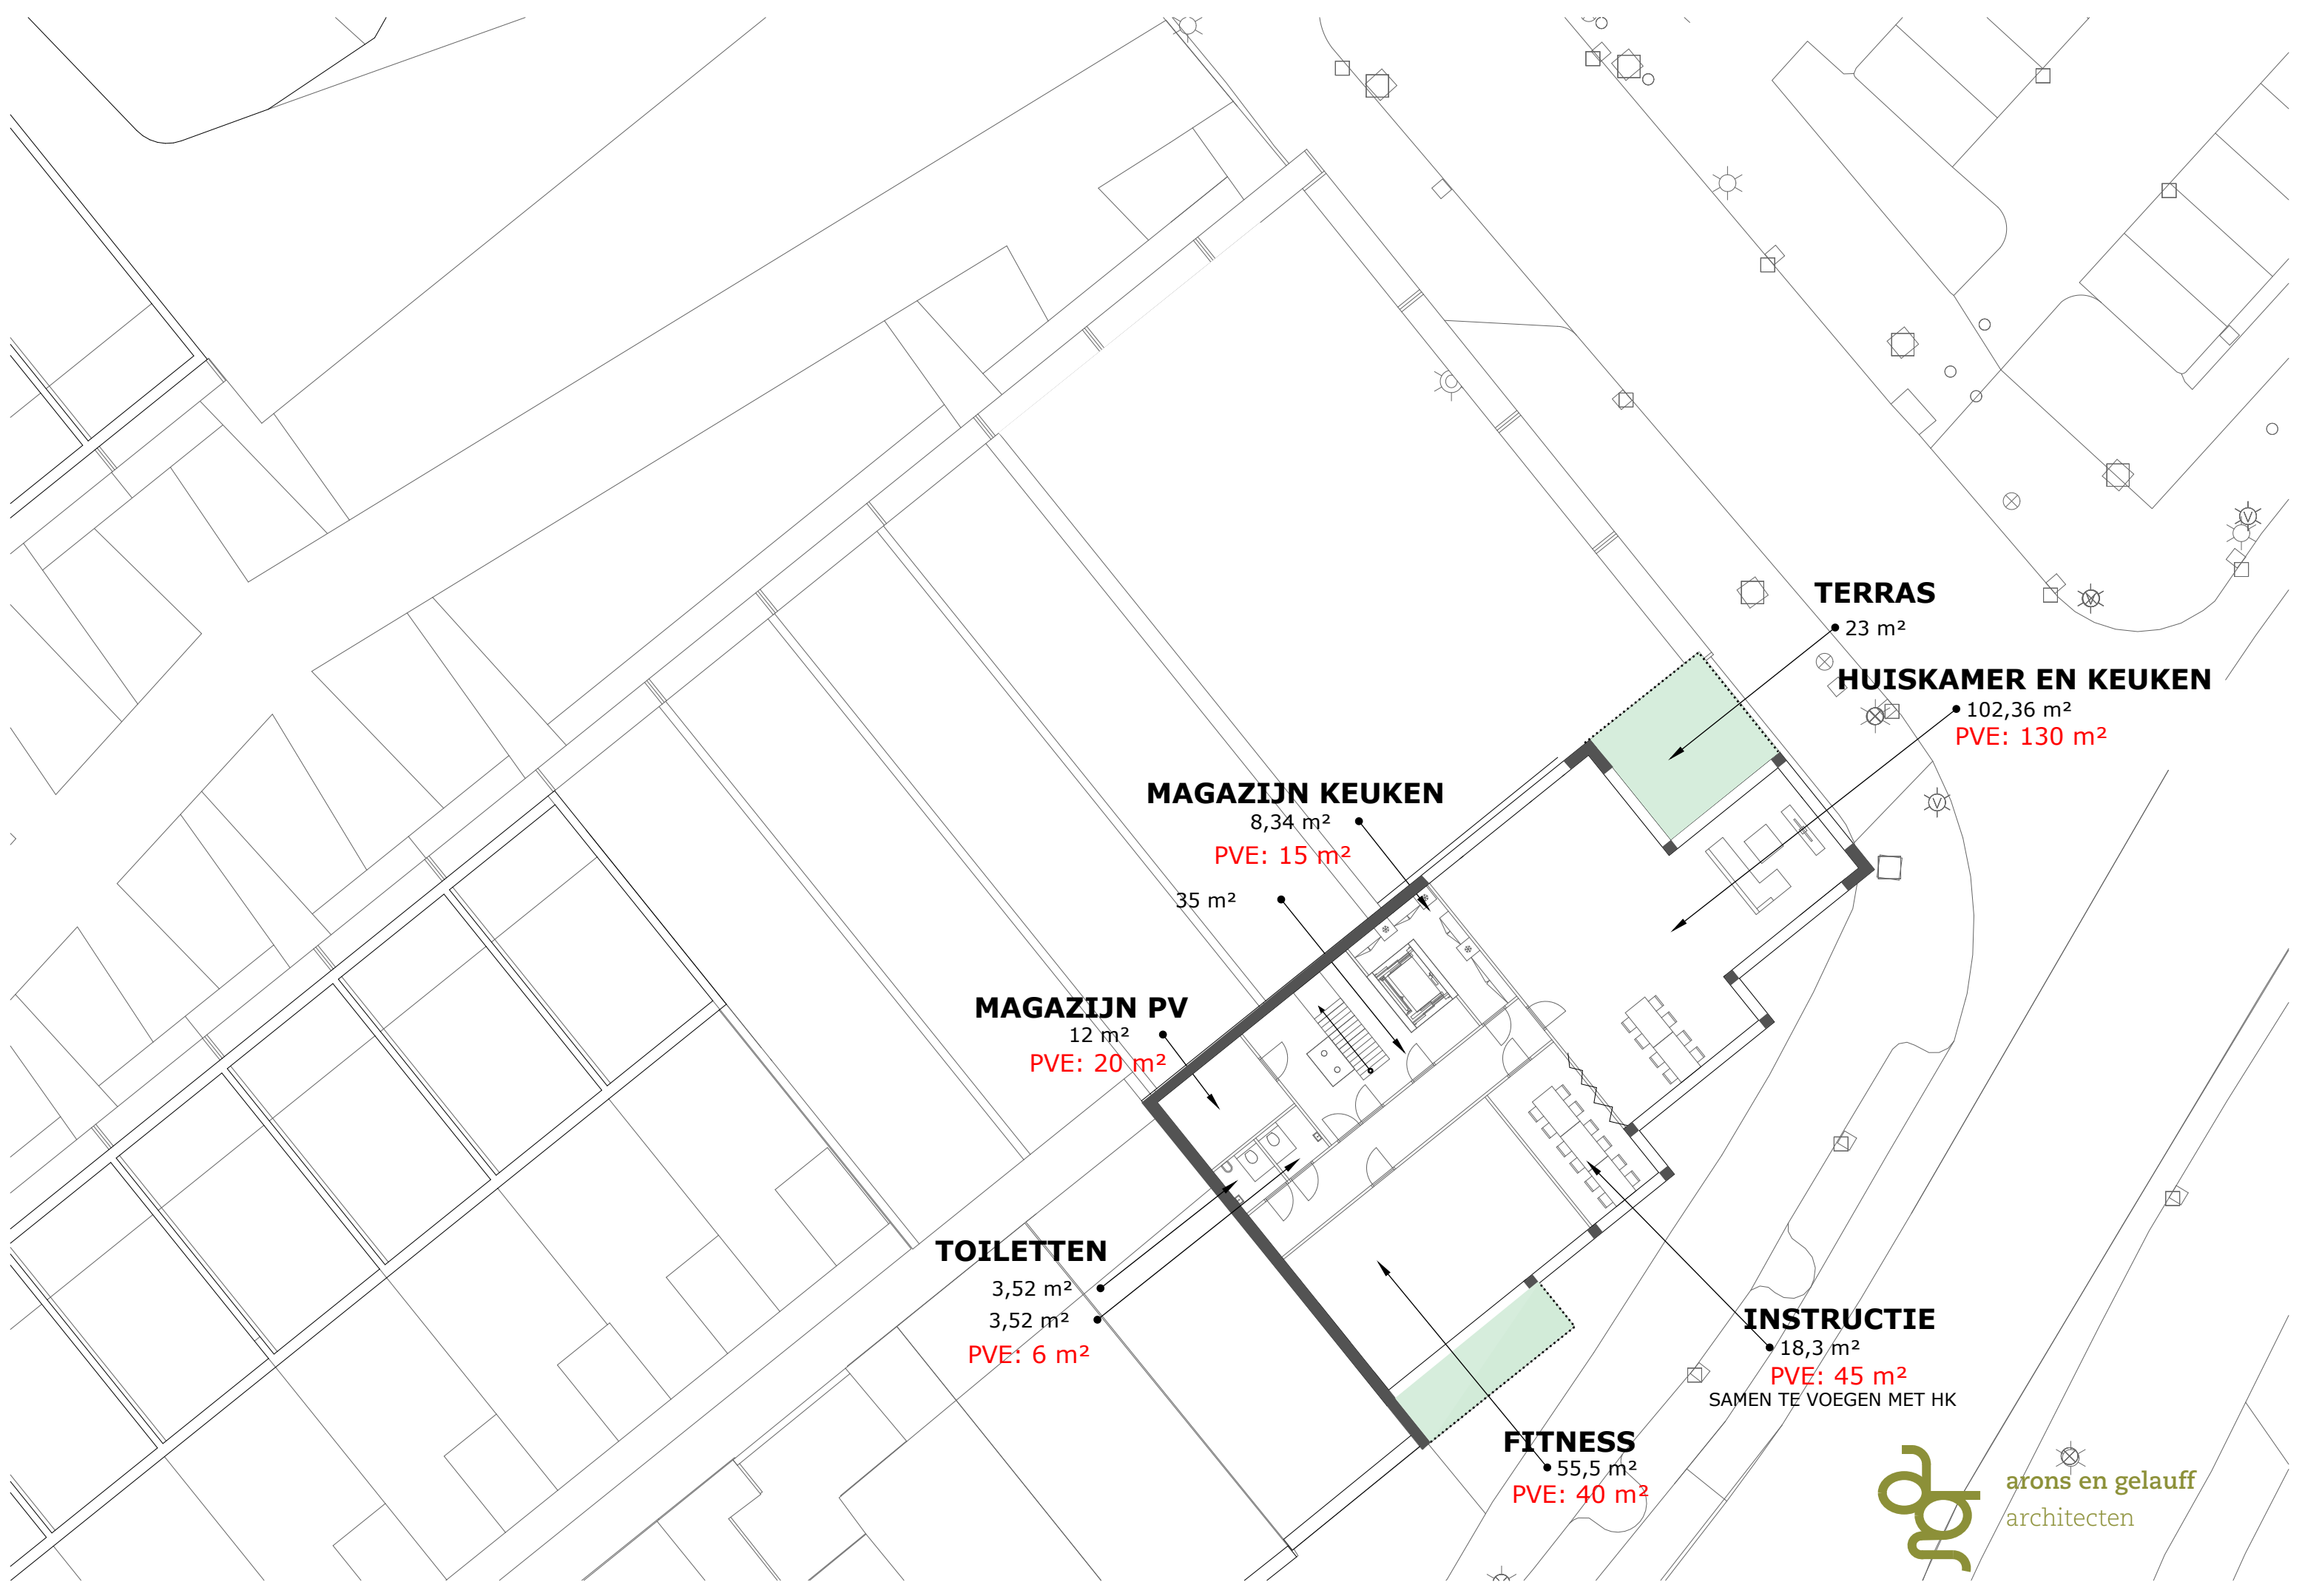 TERRAS
23 m²
HUISKAMER EN KEUKEN
102,36 m²
PVE: 130 m²
MAGAZIJN KEUKEN
8,34 m²
PVE: 15 m²
35 m²
MAGAZIJN PV
12 m²
PVE: 20 m²
TOILETTEN
3,52 m²
3,52 m²
PVE: 6 m²
INSTRUCTIE
18,3 m²
PVE: 45 m²
SAMEN TE VOEGEN MET HK
FITNESS
55,5 m²
PVE: 40 m²
arons en gelauff
architecten